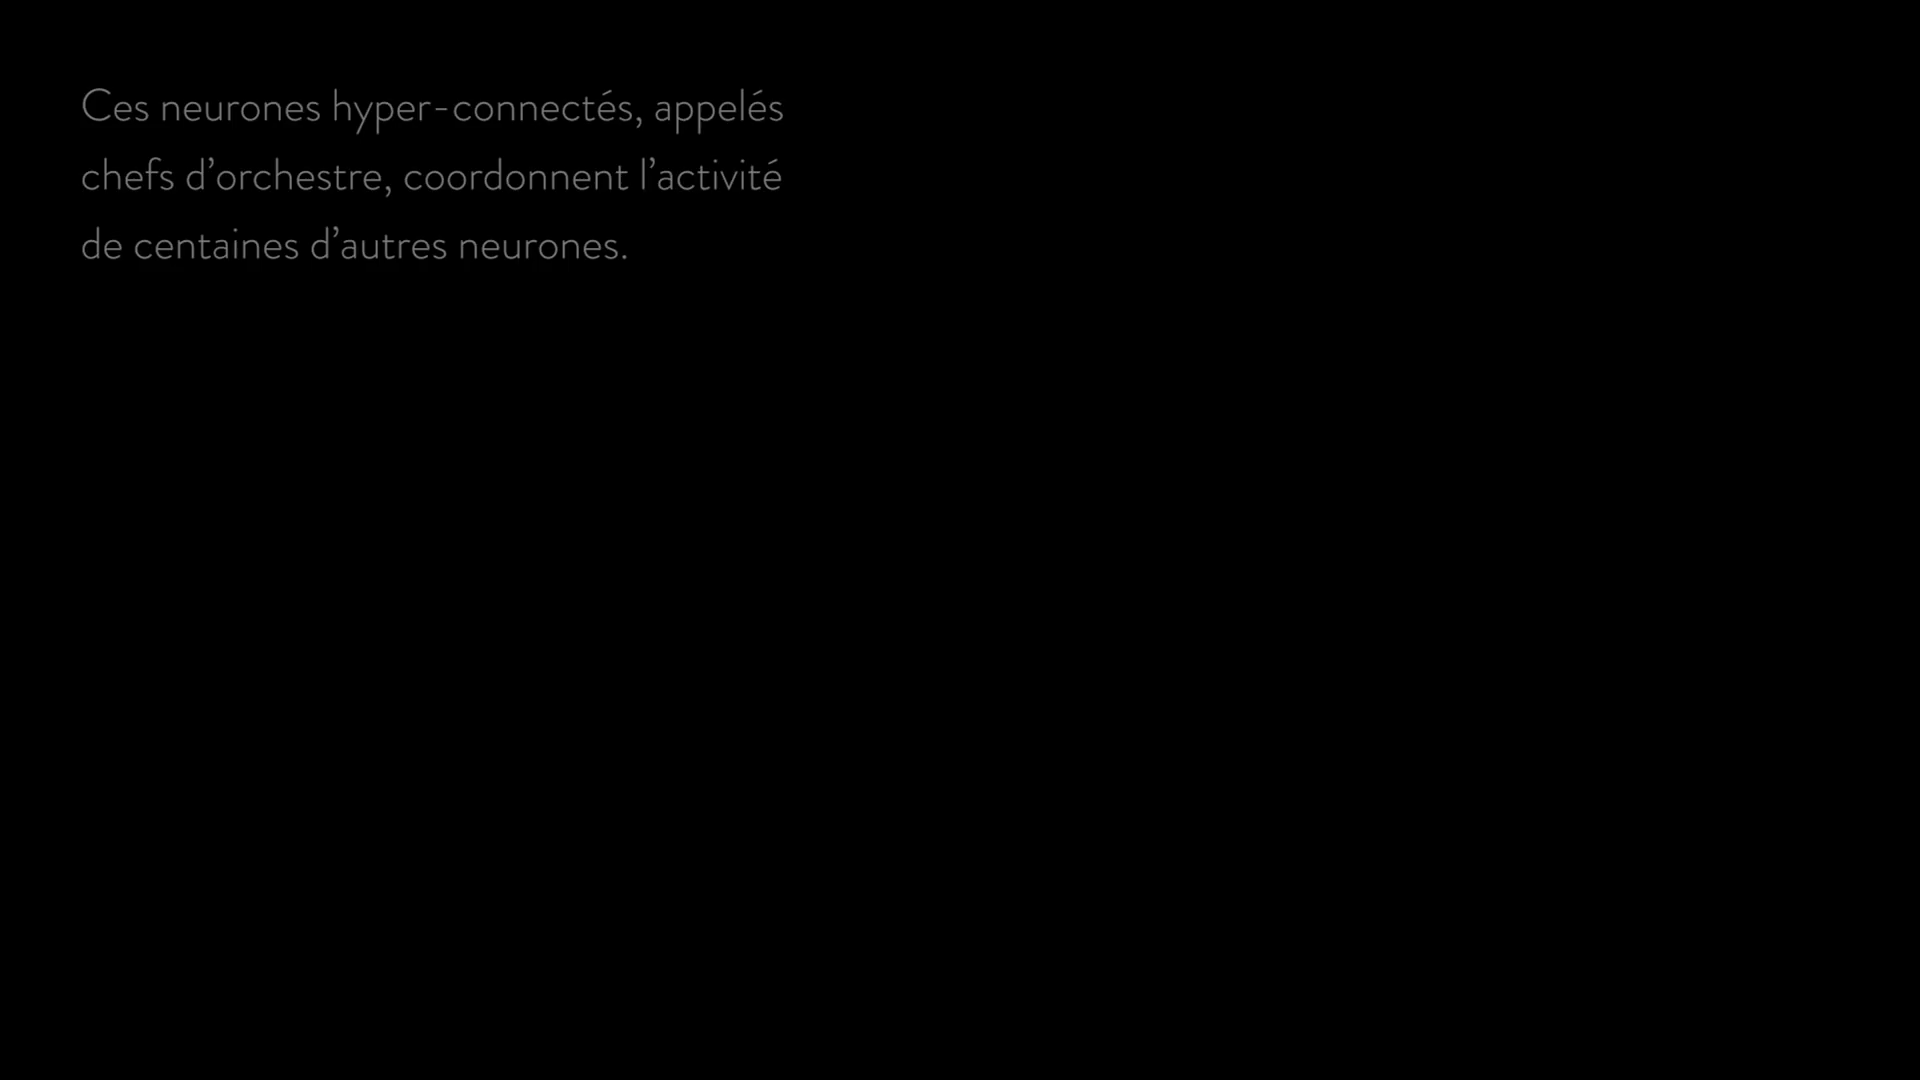 Ces neurones hyper-connectés, appelés
chefs d’orchestre, coordonnent l’activité
de centaines d’autres neurones.